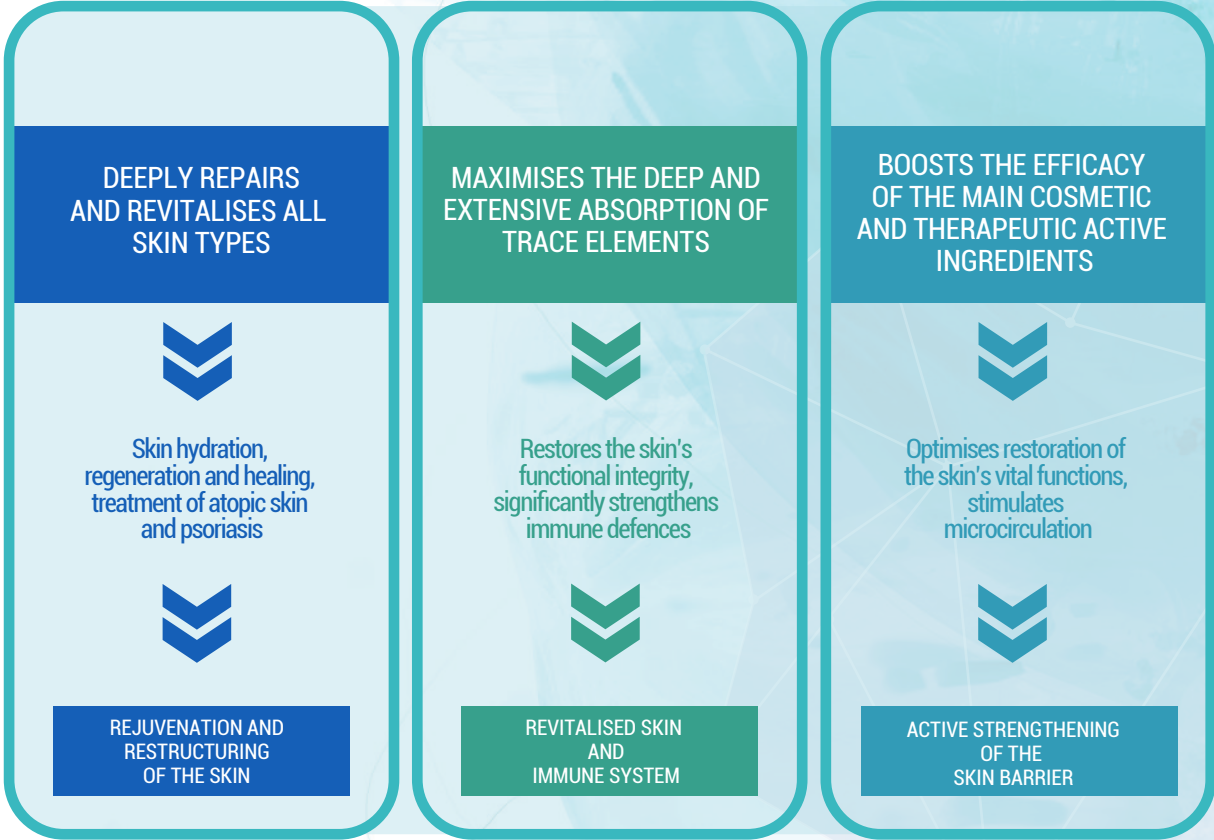 DEEPLY REPAIRS
AND REVITALISES ALL
SKIN TYPES
Skin hydration,
regeneration and healing,
treatment of atopic skin
and psoriasis
REJUVENATION AND
RESTRUCTURING
OF THE SKIN
MAXIMISES THE DEEP AND
EXTENSIVE ABSORPTION OF
TRACE ELEMENTS
Restores the skin's
functional integrity,
significantly strengthens
immune defences
REVITALISED SKIN
AND
IMMUNE SYSTEM
BOOSTS THE EFFICACY
OF THE MAIN COSMETIC
AND THERAPEUTIC ACTIVE
INGREDIENTS
Optimises restoration of
the skin's vital functions,
stimulates
microcirculation
ACTIVE STRENGTHENING
OF THE
SKIN BARRIER